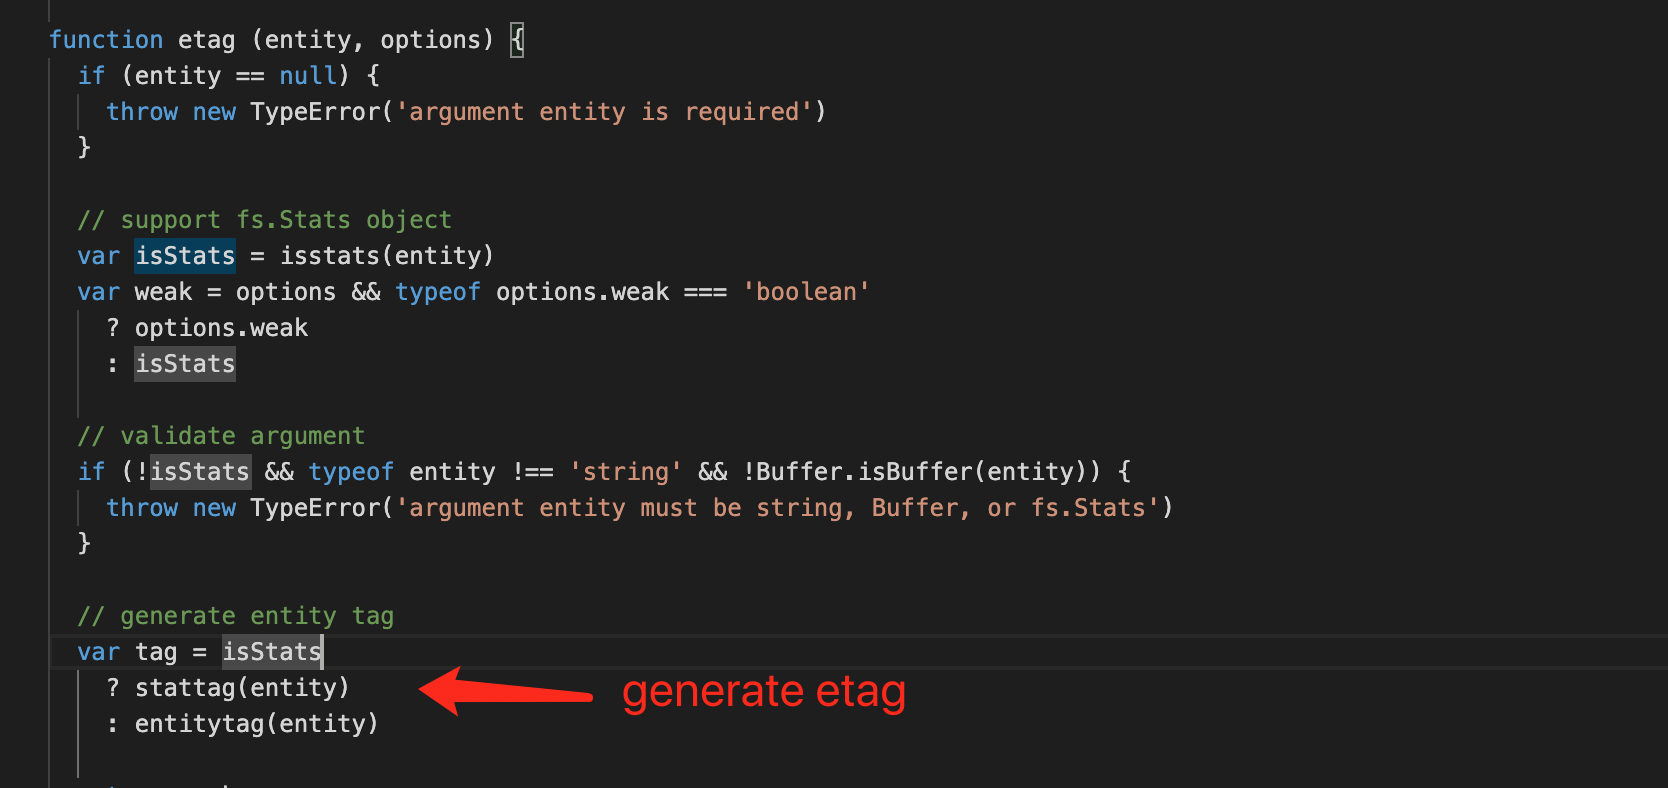 function etag (entity, options) {
if (entity == null) {
throw new TypeError('argument entity is required')
}
// support fs.Stats object
var isStats = isstats(entity)
var weak = options && typeof options.weak === 'boolean'
? options.weak
: isStats
// validate argument
if (!isStats && typeof entity !== 'string' && !Buffer.isBuffer(entity)) {
throw new TypeError('argument entity must be string, Buffer, or fs.Stats')
}
// generate entity tag
var tag = isStats
? stattag(entity)
generate etag
: entitytag(entity)